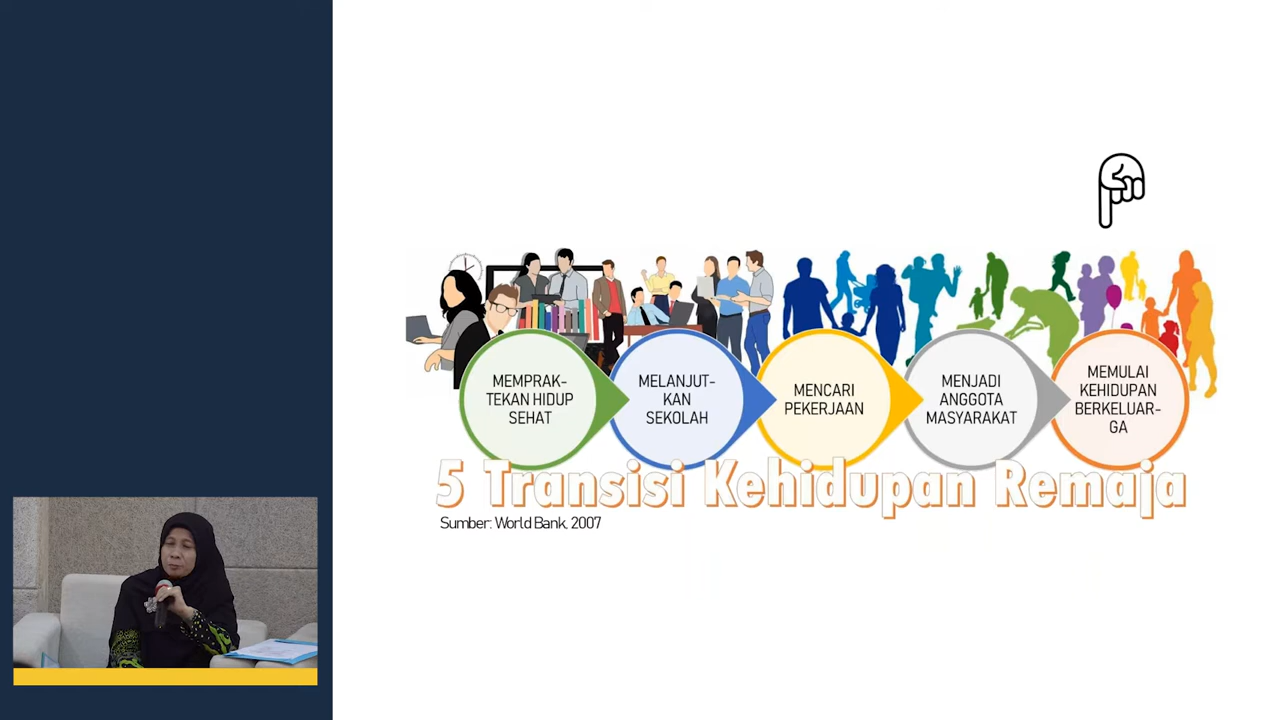 MEMPRAK-
TEKAN HIDUP
SEHAT
MELANJUT-
KAN
SEKOLAH
MENCARI
PEKERJAAN
MENJADI
ANGGOTA
MASYARAKAT
MEMULAI
KEHIDUPAN
BERKELUAR-
GA
5 Transisi Kehidupan Remaja
Sumber: World Bank, 2007